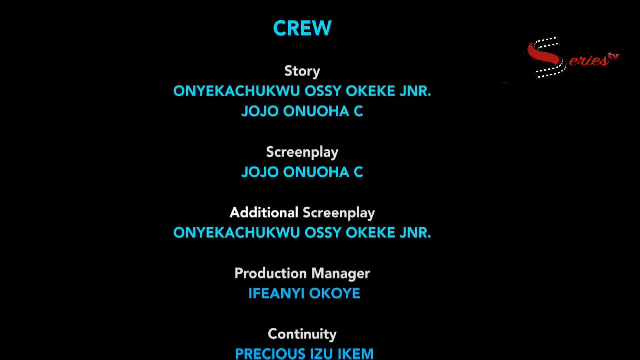 CREW
Seriestv
Story
ONYEKACHUKWU OSSY OKEKE JNR.
JOJO ONUOHA C
Screenplay
JOJO ONUOHA C
Additional Screenplay
ONYEKACHUKWU OSSY OKEKE JNR.
Production Manager
IFEANYI OKOYE
Continuity
PRECIOUS IZU IKEM